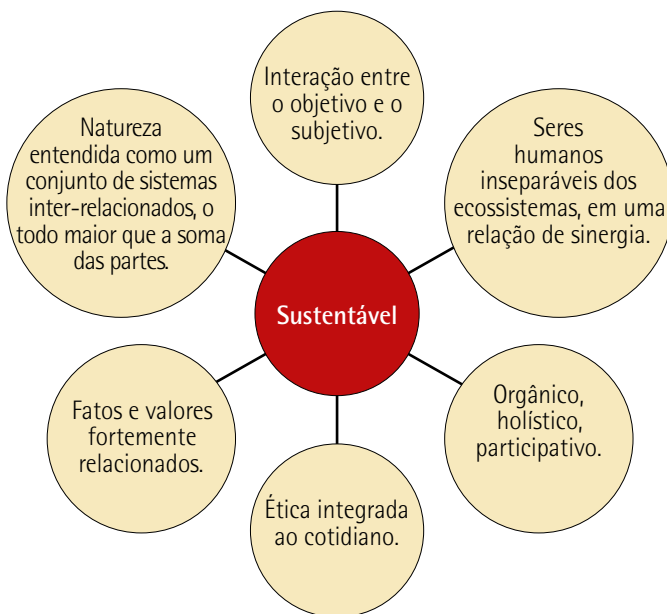 Interação entre
o objetivo e o
subjetivo.
Natureza
entendida como um
conjunto de sistemas
inter-relacionados, o
todo maior que a soma
das partes.
Seres
humanos
inseparáveis dos
ecossistemas, em uma
relação de sinergia.
Sustentável
Fatos e valores
fortemente
relacionados.
Orgânico,
holístico,
participativo.
Ética integrada
ao cotidiano.